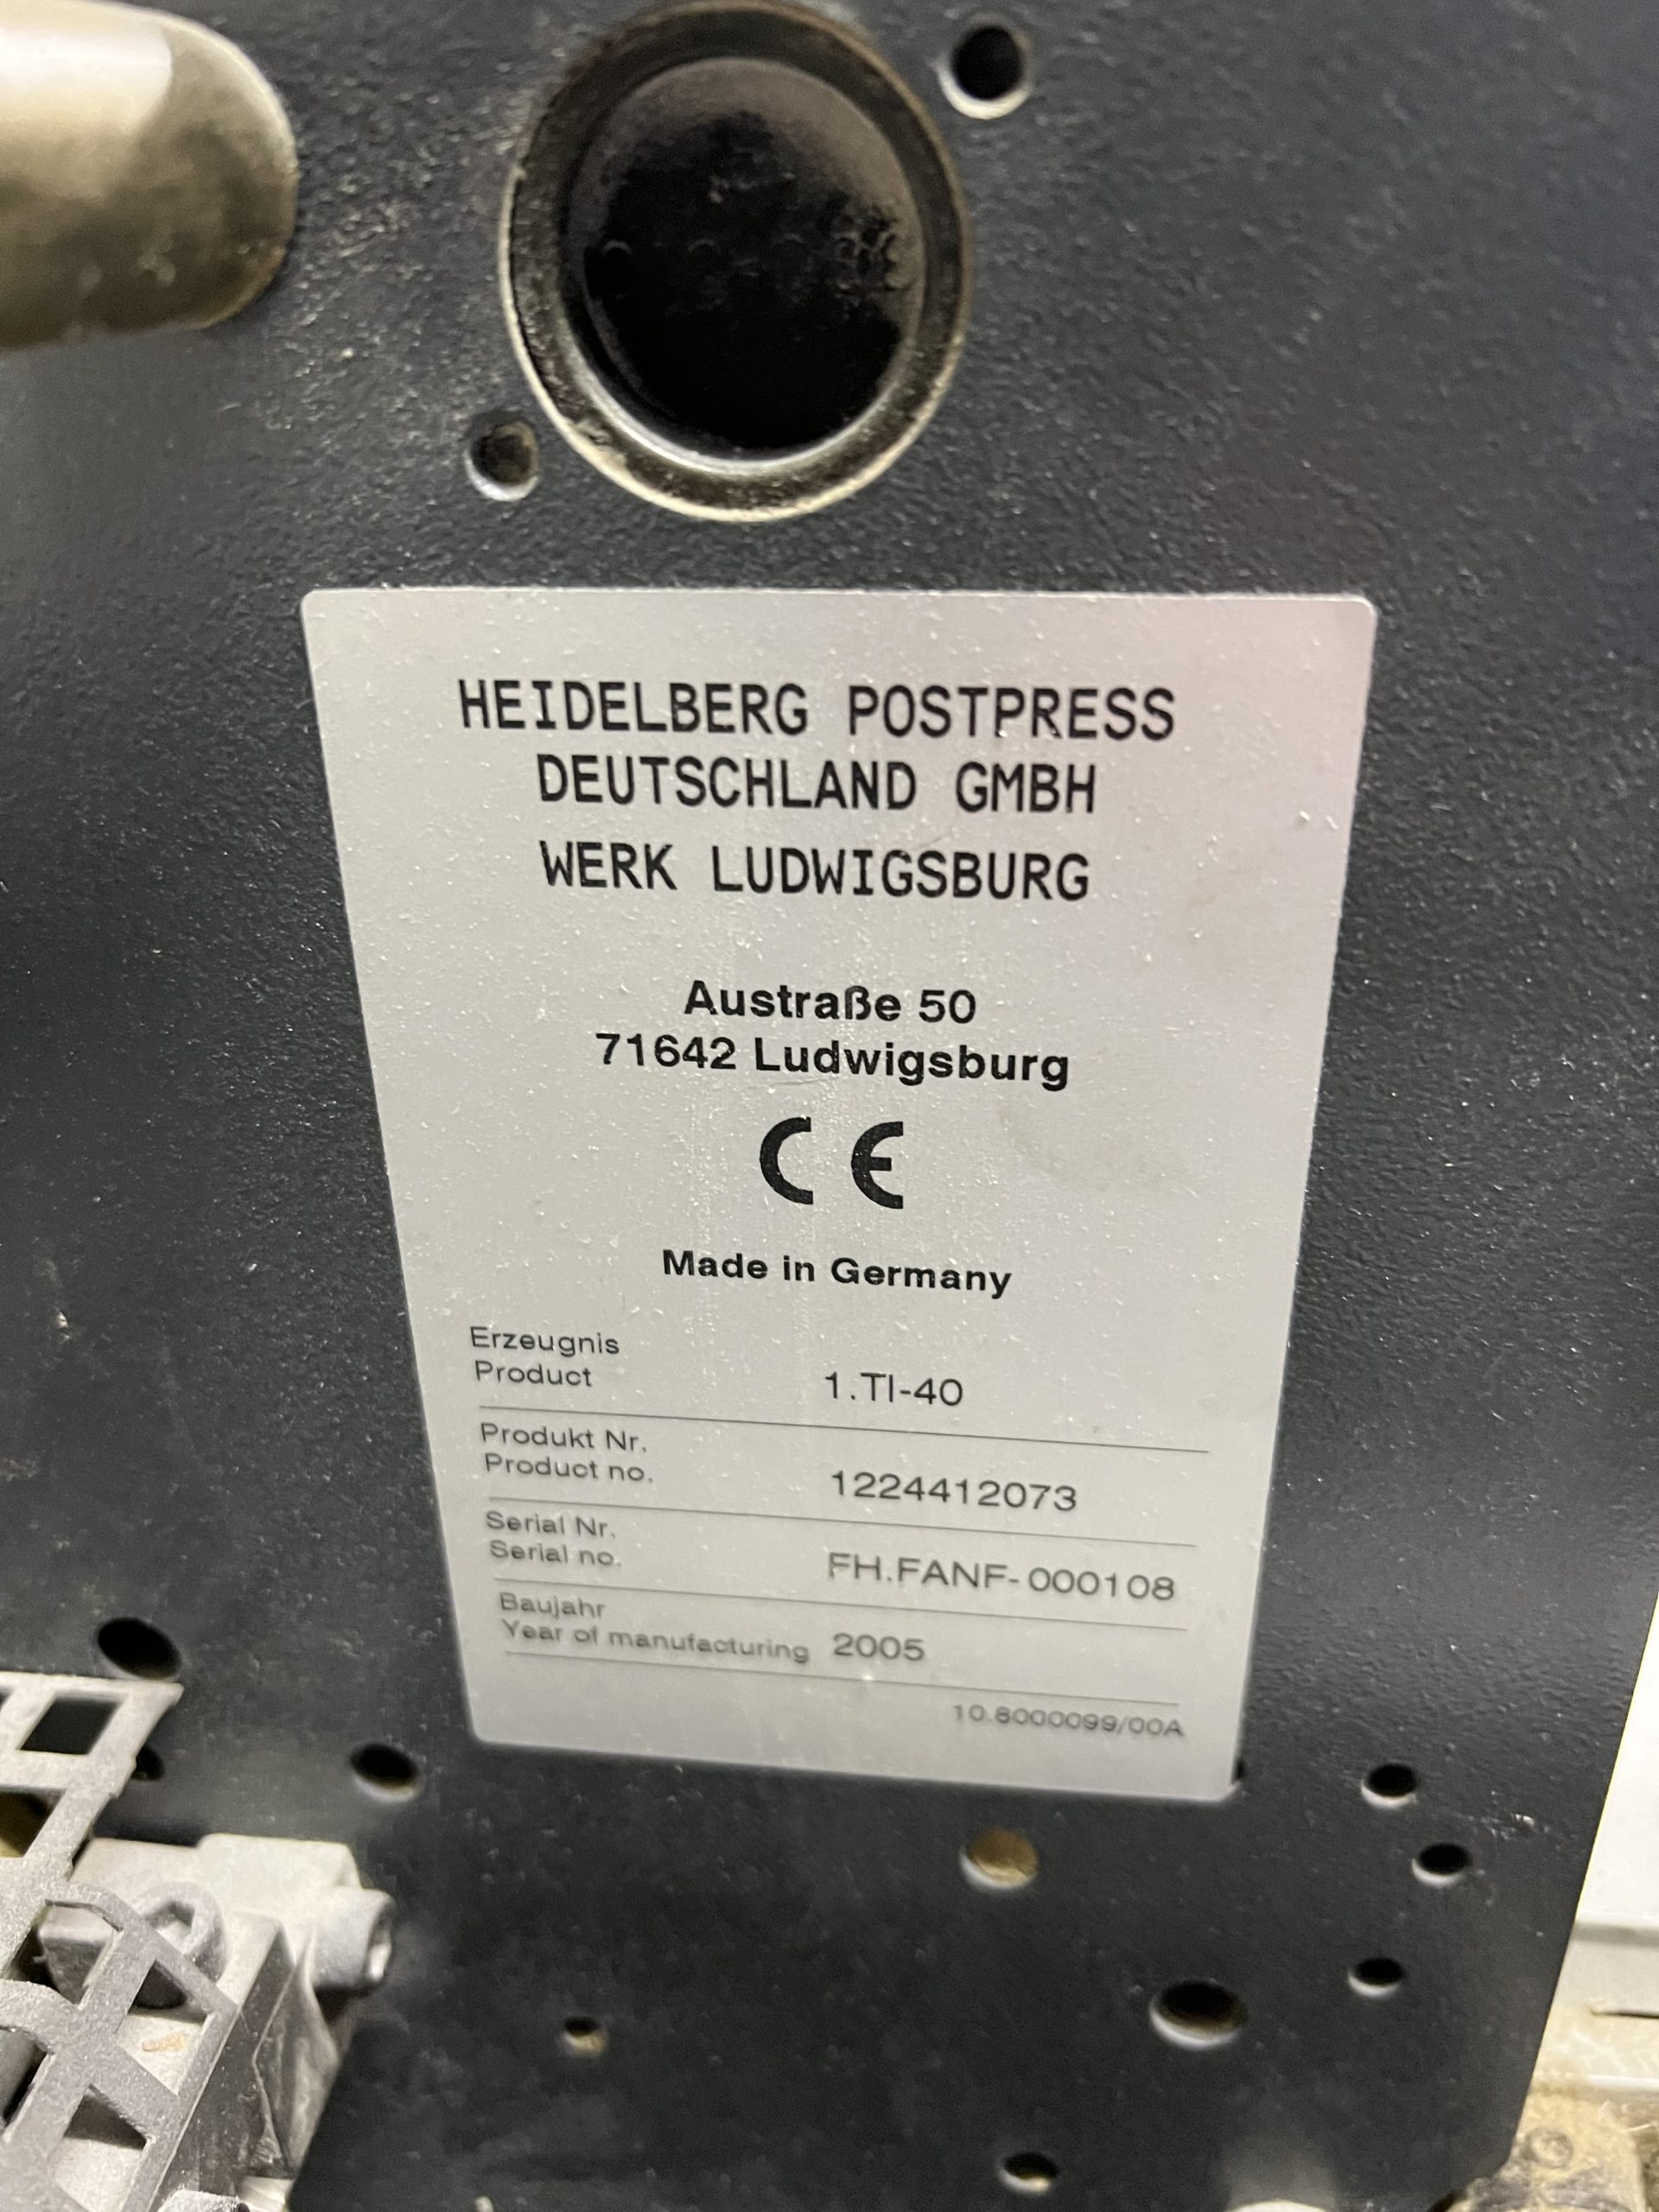 HEIDELBERG POSTPRESS
DEUTSCHLAND GMBH
WERK LUDWIGSBURG
Austraße 50
71642 Ludwigsburg
CE
Made in Germany
Erzeugnis
Product 1.TI-40
Produkt Nr.
Product no. 1224412073
Serial Nr.
Serial no. FH.FANF-000108
Baujahr
Year of manufacturing 2005
10.8000099/00A